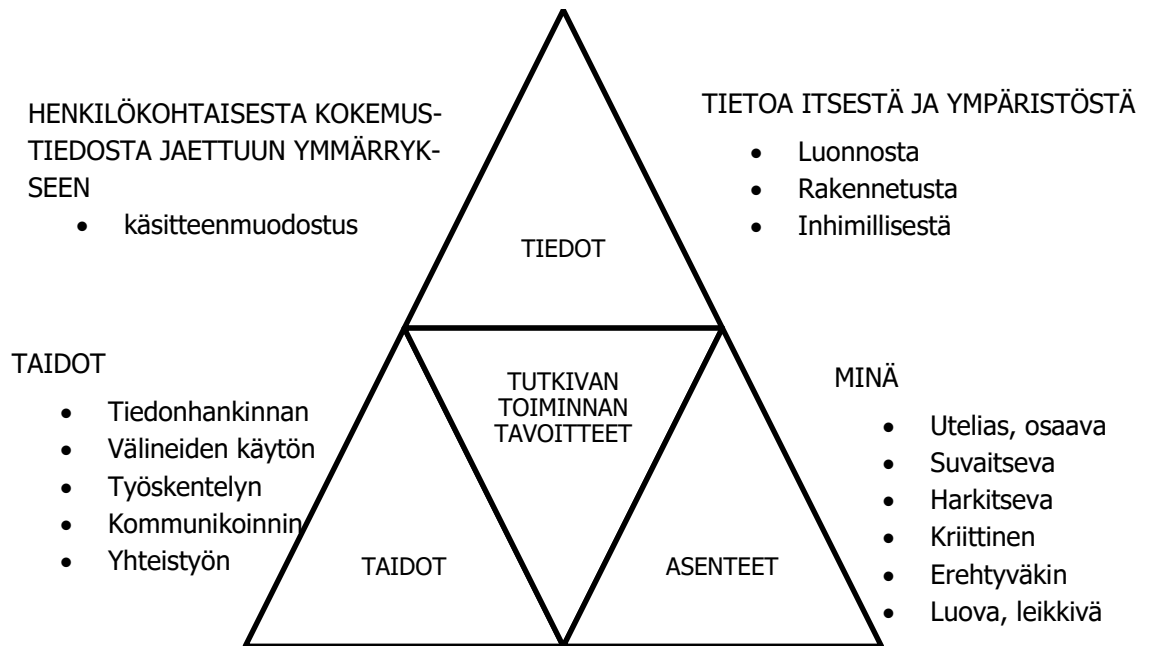 HENKILÖKOHTAISESTA KOKEMUS-
TIEDOSTA JAETTUUN YMMÄRRYK-
SEEN
• käsitteenmuodostus
TIETOA ITSESTÄ JA YMPÄRISTÖSTÄ
• Luonnosta
• Rakennetusta
• Inhimillisestä
TIEDOT
TAIDOT
• Tiedonhankinnan
• Välineiden käytön
• Työskentelyn
• Kommunikoinnin
• Yhteistyön
TUTKIVAN
TOIMINNAN
TAVOITTEET
MINÄ
• Utelias, osaava
• Suvaitseva
• Harkitseva
• Kriittinen
• Erehtyväkin
• Luova, leikkivä
TAIDOT
ASENTEET